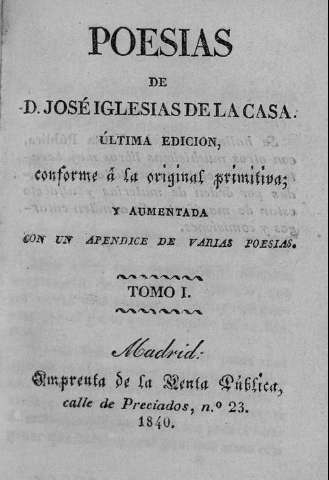 POESIAS
DE
D. JOSÉ IGLESIAS DE LA CASA.
ÚLTIMA EDICION,
conforme á la original primitiva;
Y AUMENTADA
CON UN APENDICE DE VARIAS POESIAS.
TOMO I.
Madrid:
Imprenta de la Venta Pública,
calle de Preciados, n.º 23.
1840.